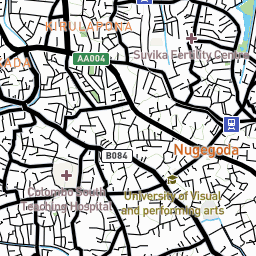 KIRULAPONA
Suvika Fertility Centre
AA004
Nugegoda
B084
Colombo South
Teaching Hospital
University of Visual
and performing arts